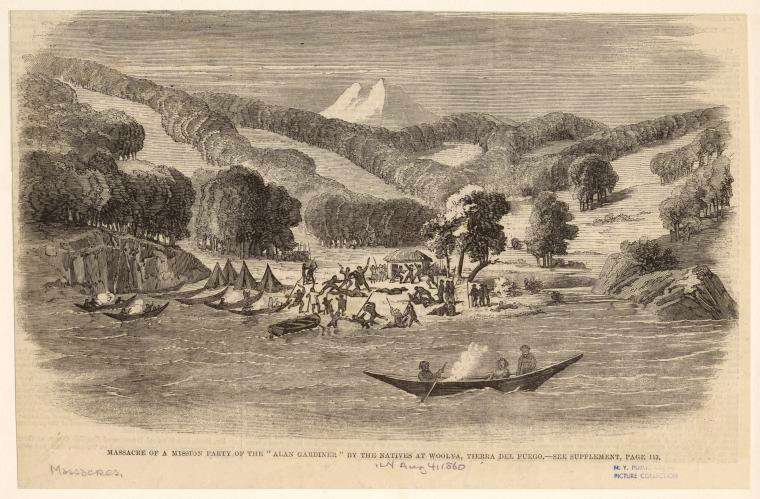 MASSACRE OF A MISSION PARTY OF THE "ALAN GARDINER" BY THE NATIVES AT WOOLYA, TIERRA DEL FUEGO.—SEE SUPPLEMENT, PAGE 113.
Massacres.
ILN Aug 4, 1860
N. Y. PUBLIC
PICTURE COLLECTION